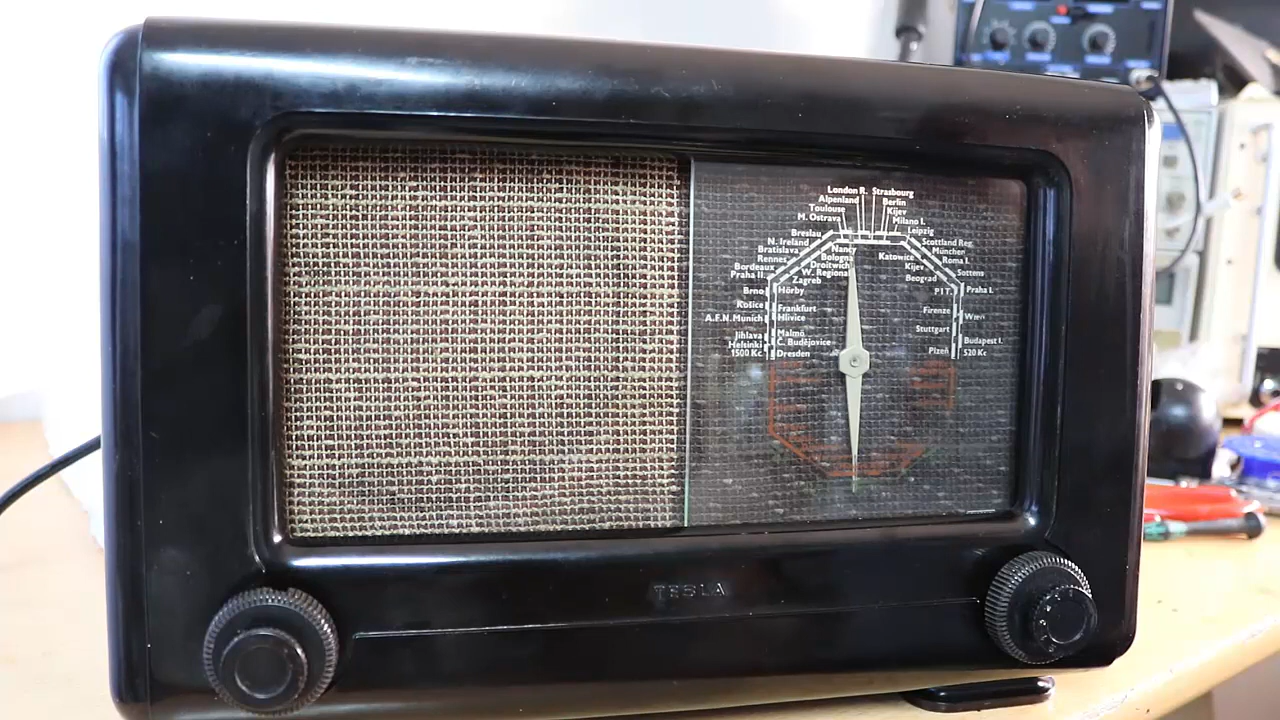 London R. Strasbourg
Alpenland Berlin
Toulouse Kijev
M. Ostrava Milano I.
Breslau Leipzig
N. Ireland Nancy Scottland Reg.
Bratislava Bologna Katowice München
Rennes Droitwich Kijev Roma I.
Bordeaux W. Regional Sottens
Praha II. Zagreb Beograd
Brno Hörby P.I.T. Praha I.
Košice Frankfurt Firenze
A.F.N. Munich Hlivice Wien
Jihlava Malmö Stuttgart
Helsinki Č. Budějovice Budapest I.
1500 Kc Dresden Plzeň 520 Kc
TESLA